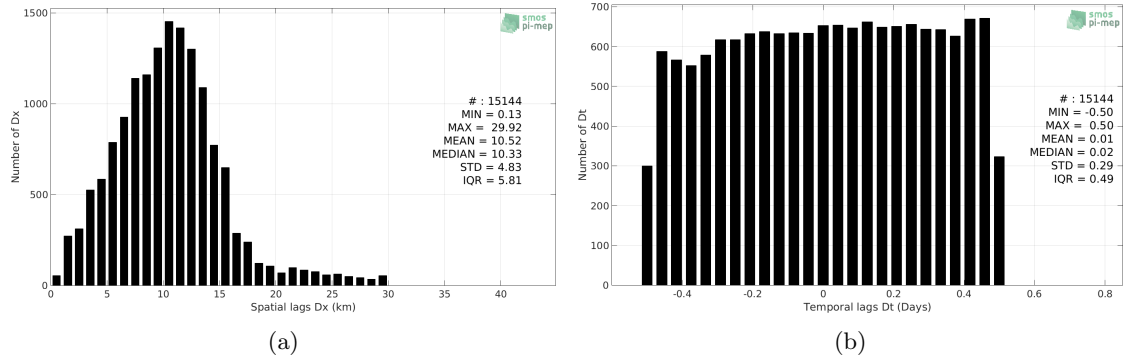 1500
1000
500
0
0
5
10
15
20
25
30
40
Number of Dx
Spatial lags Dx (km)
smos
pi-mep
# : 15144
MIN = 0.13
MAX = 29.92
MEAN = 10.52
MEDIAN = 10.33
STD = 4.83
IQR = 5.81
(a)
700
600
500
400
300
200
100
0
-0.4
-0.2
0
0.2
0.4
0.6
0.8
Number of Dt
Temporal lags Dt (Days)
smos
pi-mep
# : 15144
MIN = -0.50
MAX = 0.50
MEAN = 0.01
MEDIAN = 0.02
STD = 0.29
IQR = 0.49
(b)